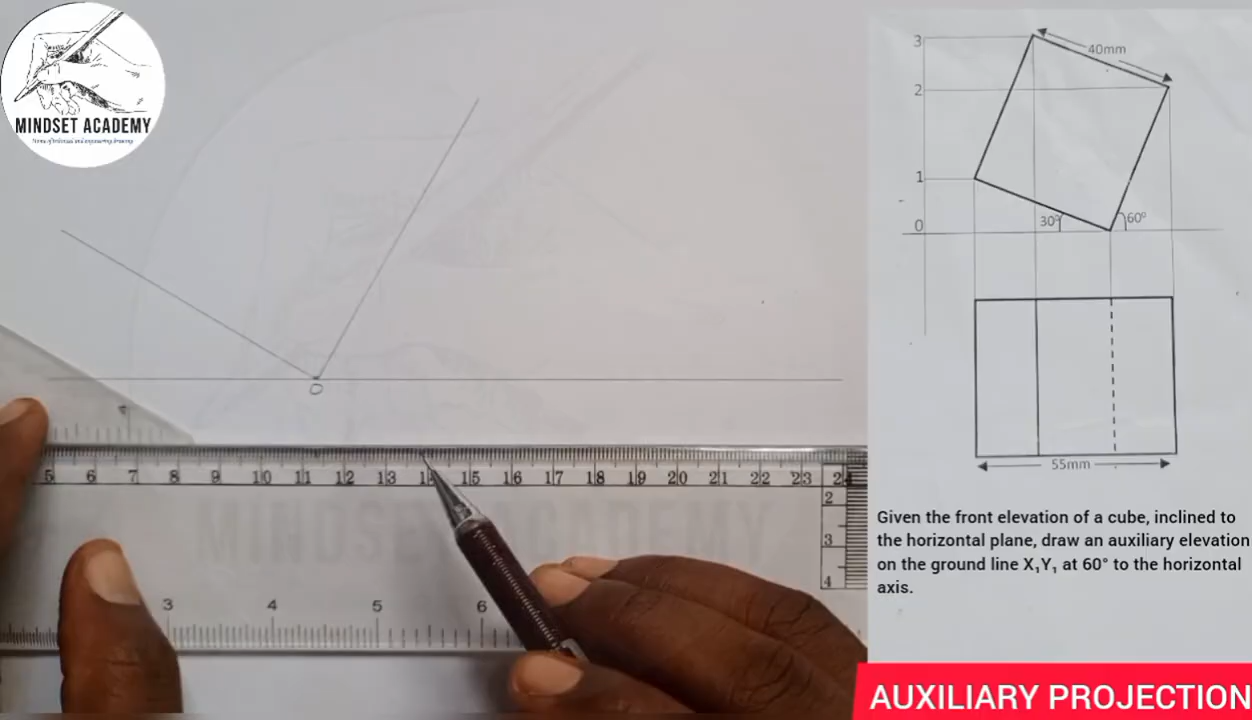 MINDSET ACADEMY
O
5 6 7 8 9 10 11 12 13 14 15 16 17 18 19 20 21 22 23 24
2
3
4
3 4 5 6
MINDSET ACADEMY
3
40mm
2
1
30° 60°
0
55mm
Given the front elevation of a cube, inclined to
the horizontal plane, draw an auxiliary elevation
on the ground line X₁Y₁ at 60° to the horizontal
axis.
AUXILIARY PROJECTION